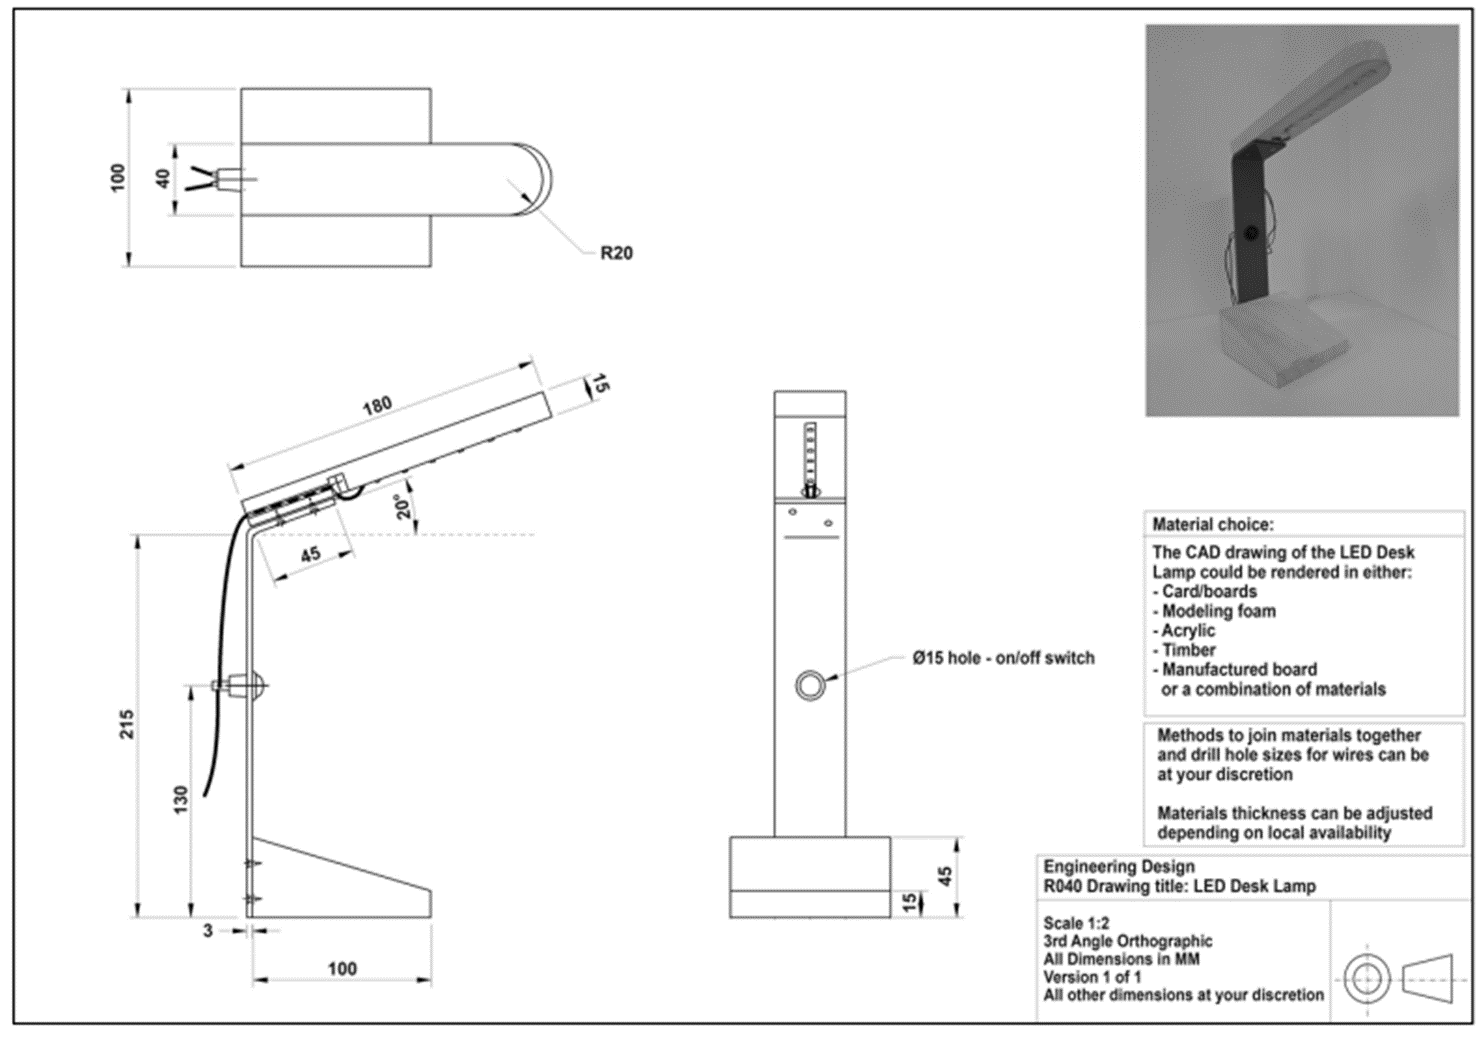 100
40
R20
180
15
20°
45
215
130
3
100
Ø15 hole - on/off switch
45
15
Material choice:
The CAD drawing of the LED Desk
Lamp could be rendered in either:
- Card/boards
- Modeling foam
- Acrylic
- Timber
- Manufactured board
or a combination of materials
Methods to join materials together
and drill hole sizes for wires can be
at your discretion
Materials thickness can be adjusted
depending on local availability
Engineering Design
R040 Drawing title: LED Desk Lamp
Scale 1:2
3rd Angle Orthographic
All Dimensions in MM
Version 1 of 1
All other dimensions at your discretion